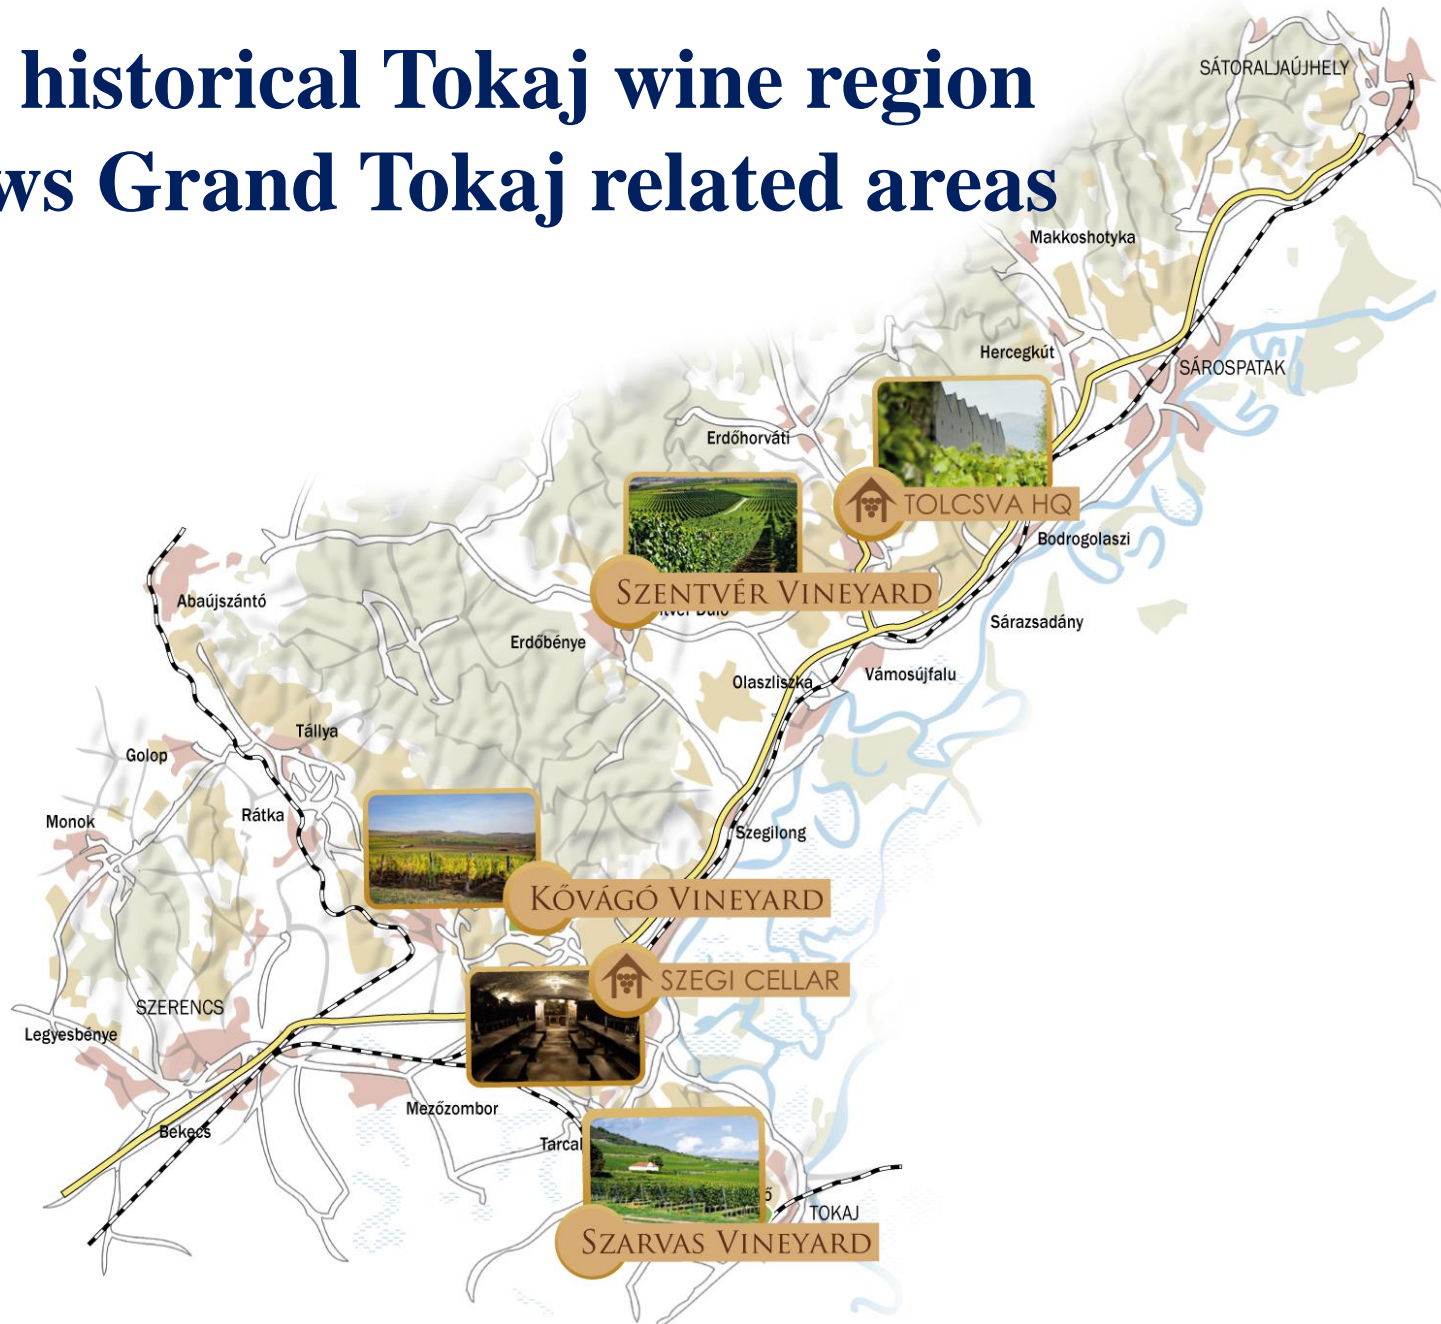 historical Tokaj wine region
Grand Tokaj related areas
SÁTORALJAÚJHELY
Makkoshotyka
Hercegkút
SÁROSPATAK
Erdőhorváti
TOLCSVA HQ
Bodrogolaszi
SZENTVÉR VINEYARD
Abaújszántó
Sárazsadány
Erdőbénye
Vámosújfalu
Olaszliszka
Tállya
Golop
Rátka
Monok
Szegilong
KŐVÁGÓ VINEYARD
SZEGI CELLAR
SZERENCS
Legyesbénye
Mezőzombor
Bekecs
Tarcal
TOKAJ
SZARVAS VINEYARD